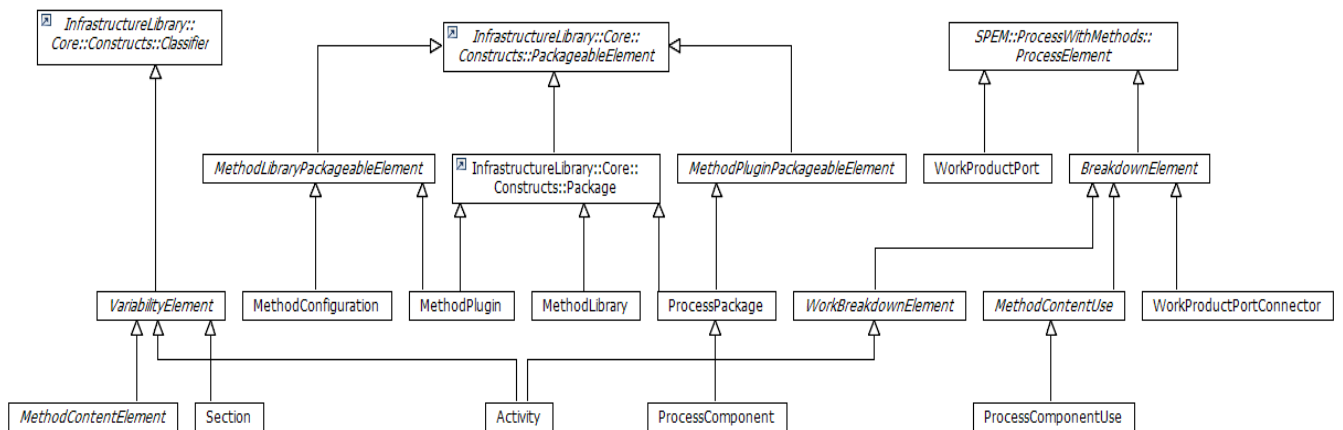 InfrastructureLibrary::
Core::Constructs::Classifier
InfrastructureLibrary::Core::
Constructs::PackageableElement
SPEM::ProcessWithMethods::
ProcessElement
MethodLibraryPackageableElement
InfrastructureLibrary::Core::
Constructs::Package
MethodPluginPackageableElement
WorkProductPort
BreakdownElement
VariabilityElement
MethodConfiguration
MethodPlugin
MethodLibrary
ProcessPackage
WorkBreakdownElement
MethodContentUse
WorkProductPortConnector
MethodContentElement
Section
Activity
ProcessComponent
ProcessComponentUse